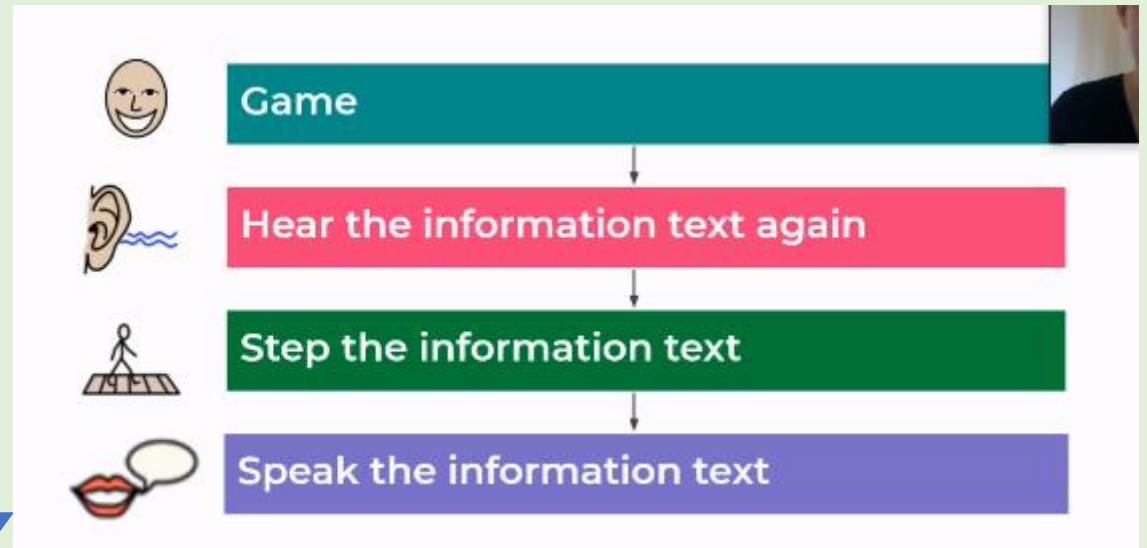 Game
Hear the information text again
Step the information text
Speak the information text